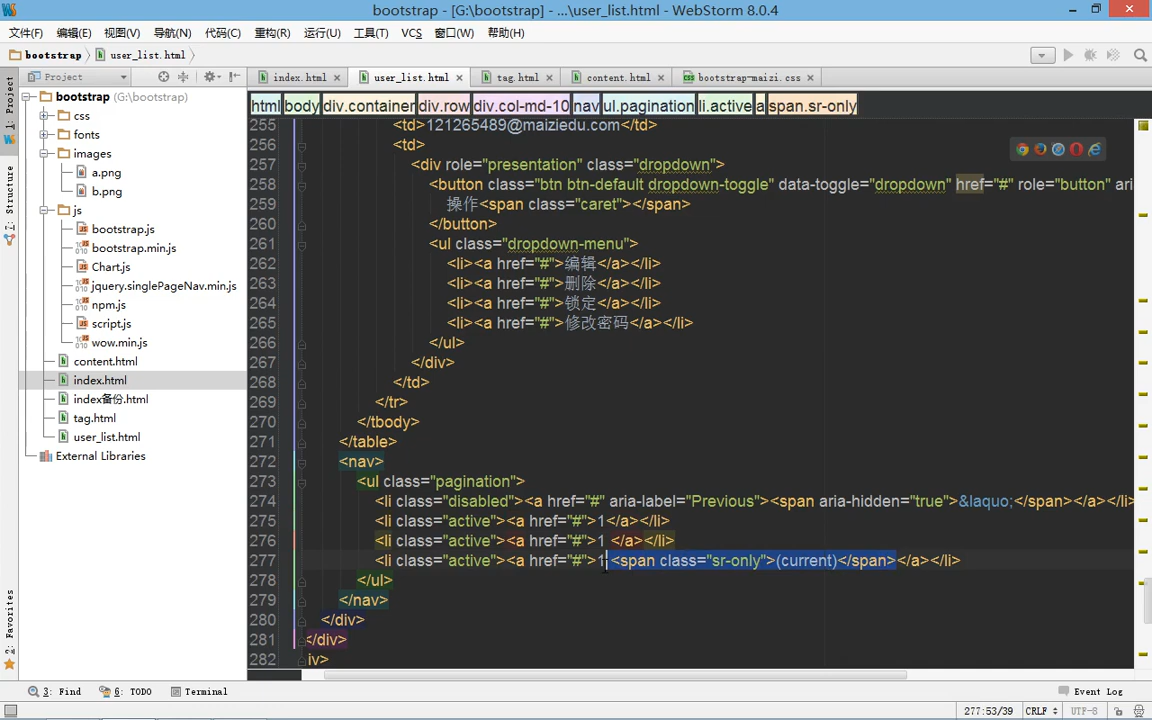 bootstrap - [G:\bootstrap] - ...\user_list.html - WebStorm 8.0.4
文件(F) 编辑(E) 视图(V) 导航(N) 代码(C) 重构(R) 运行(U) 工具(T) VCS 窗口(W) 帮助(H)
bootstrap user_list.html
Project
index.html user_list.html tag.html content.html bootstrap-maizi.css
html body div.container div.row div.col-md-10 nav ul.pagination li.active a span.sr-only
1: Project
7: Structure
2: Favorites
bootstrap (G:\bootstrap)
css
fonts
images
a.png
b.png
js
bootstrap.js
bootstrap.min.js
Chart.js
jquery.singlePageNav.min.js
npm.js
script.js
wow.min.js
content.html
index.html
index备份.html
tag.html
user_list.html
External Libraries
255 <td>121265489@maiziedu.com</td>
256 <td>
257 <div role="presentation" class="dropdown">
258 <button class="btn btn-default dropdown-toggle" data-toggle="dropdown" href="#" role="button" ari
259 操作<span class="caret"></span>
260 </button>
261 <ul class="dropdown-menu">
262 <li><a href="#">编辑</a></li>
263 <li><a href="#">删除</a></li>
264 <li><a href="#">锁定</a></li>
265 <li><a href="#">修改密码</a></li>
266 </ul>
267 </div>
268 </td>
269 </tr>
270 </tbody>
271 </table>
272 <nav>
273 <ul class="pagination">
274 <li class="disabled"><a href="#" aria-label="Previous"><span aria-hidden="true">&laquo;</span></a></li>
275 <li class="active"><a href="#">1</a></li>
276 <li class="active"><a href="#">1 </a></li>
277 <li class="active"><a href="#">1 <span class="sr-only">(current)</span></a></li>
278 </ul>
279 </nav>
280 </div>
281 </div>
282 iv>
3: Find 6: TODO Terminal Event Log
277:53/39 CRLF UTF-8